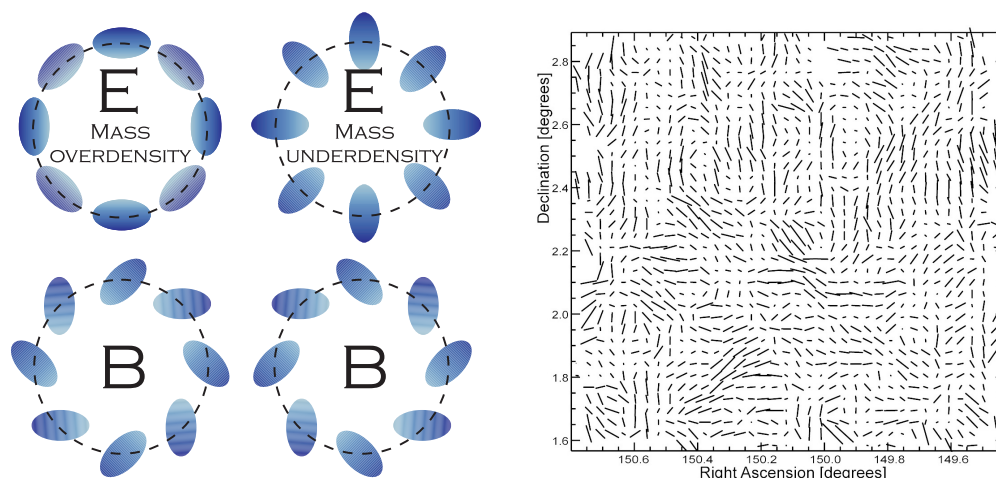 E
MASS
OVERDENSITY
E
MASS
UNDERDENSITY
B
B
Declination [degrees]
2.8
2.6
2.4
2.2
2.0
1.8
1.6
150.6 150.4 150.2 150.0 149.8 149.6
Right Ascension [degrees]